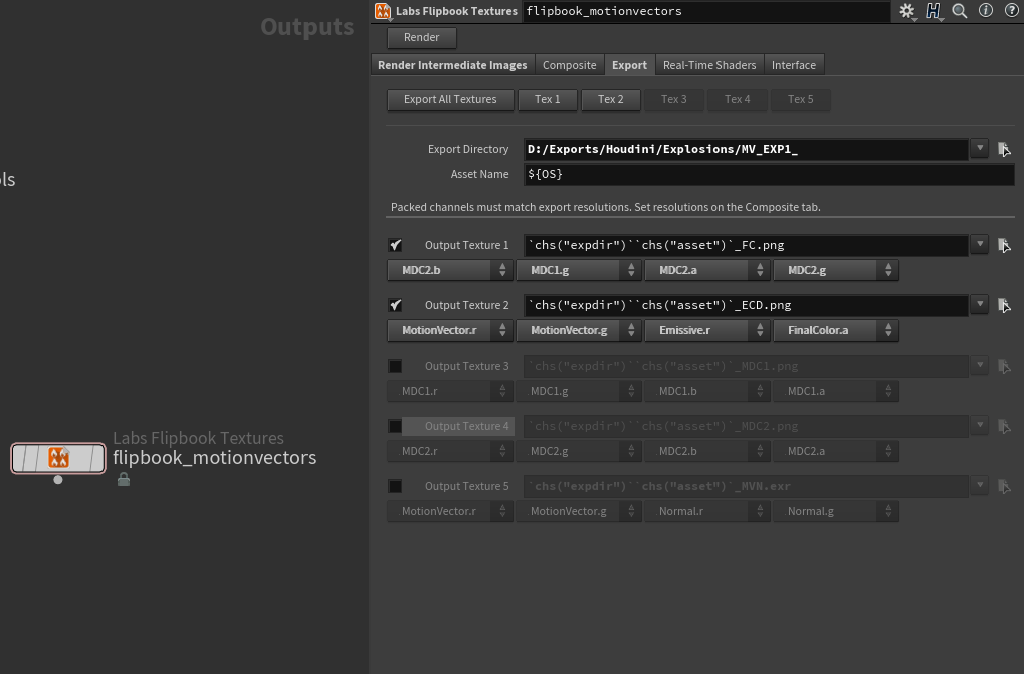 Outputs
ols
Labs Flipbook Textures
flipbook_motionvectors
Labs Flipbook Textures flipbook_motionvectors
Render
Render Intermediate Images Composite Export Real-Time Shaders Interface
Export All Textures Tex 1 Tex 2 Tex 3 Tex 4 Tex 5
Export Directory D:/Exports/Houdini/Explosions/MV_EXP1_
Asset Name ${OS}
Packed channels must match export resolutions. Set resolutions on the Composite tab.
Output Texture 1 `chs("expdir")``chs("asset")`_FC.png
MDC2.b MDC1.g MDC2.a MDC2.g
Output Texture 2 `chs("expdir")``chs("asset")`_ECD.png
MotionVector.r MotionVector.g Emissive.r FinalColor.a
Output Texture 3 `chs("expdir")``chs("asset")`_MDC1.png
MDC1.r MDC1.g MDC1.b MDC1.a
Output Texture 4 `chs("expdir")``chs("asset")`_MDC2.png
MDC2.r MDC2.g MDC2.b MDC2.a
Output Texture 5 `chs("expdir")``chs("asset")`_MVN.exr
MotionVector.r MotionVector.g Normal.r Normal.g